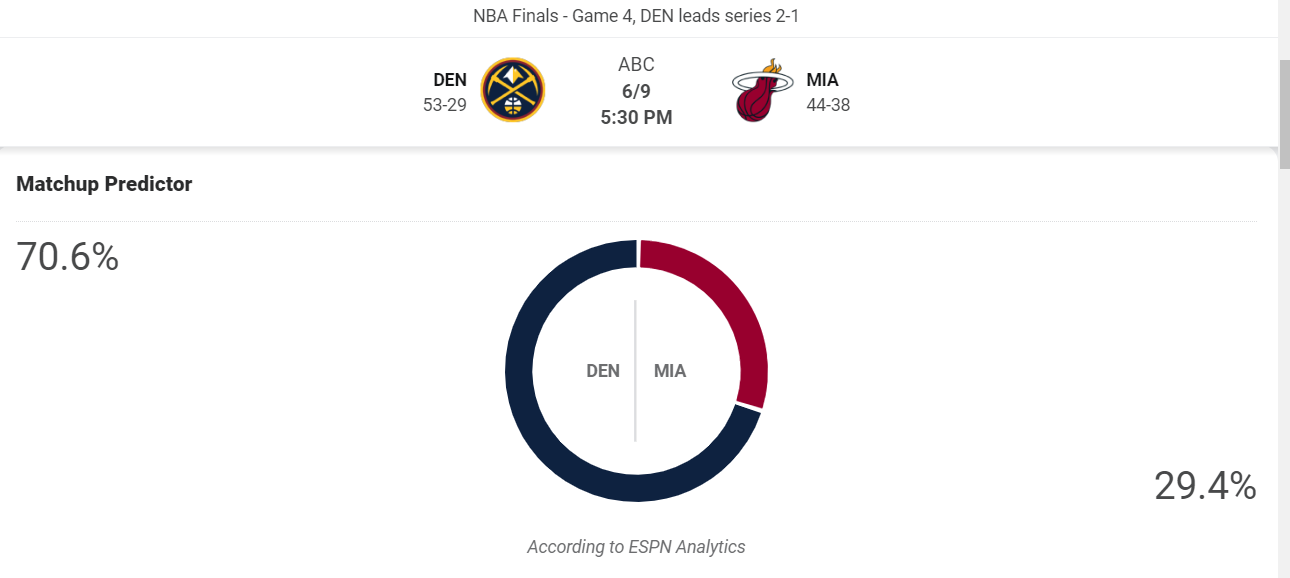 NBA Finals - Game 4, DEN leads series 2-1
DEN
53-29
ABC
6/9
5:30 PM
MIA
44-38
Matchup Predictor
70.6%
DEN
MIA
29.4%
According to ESPN Analytics